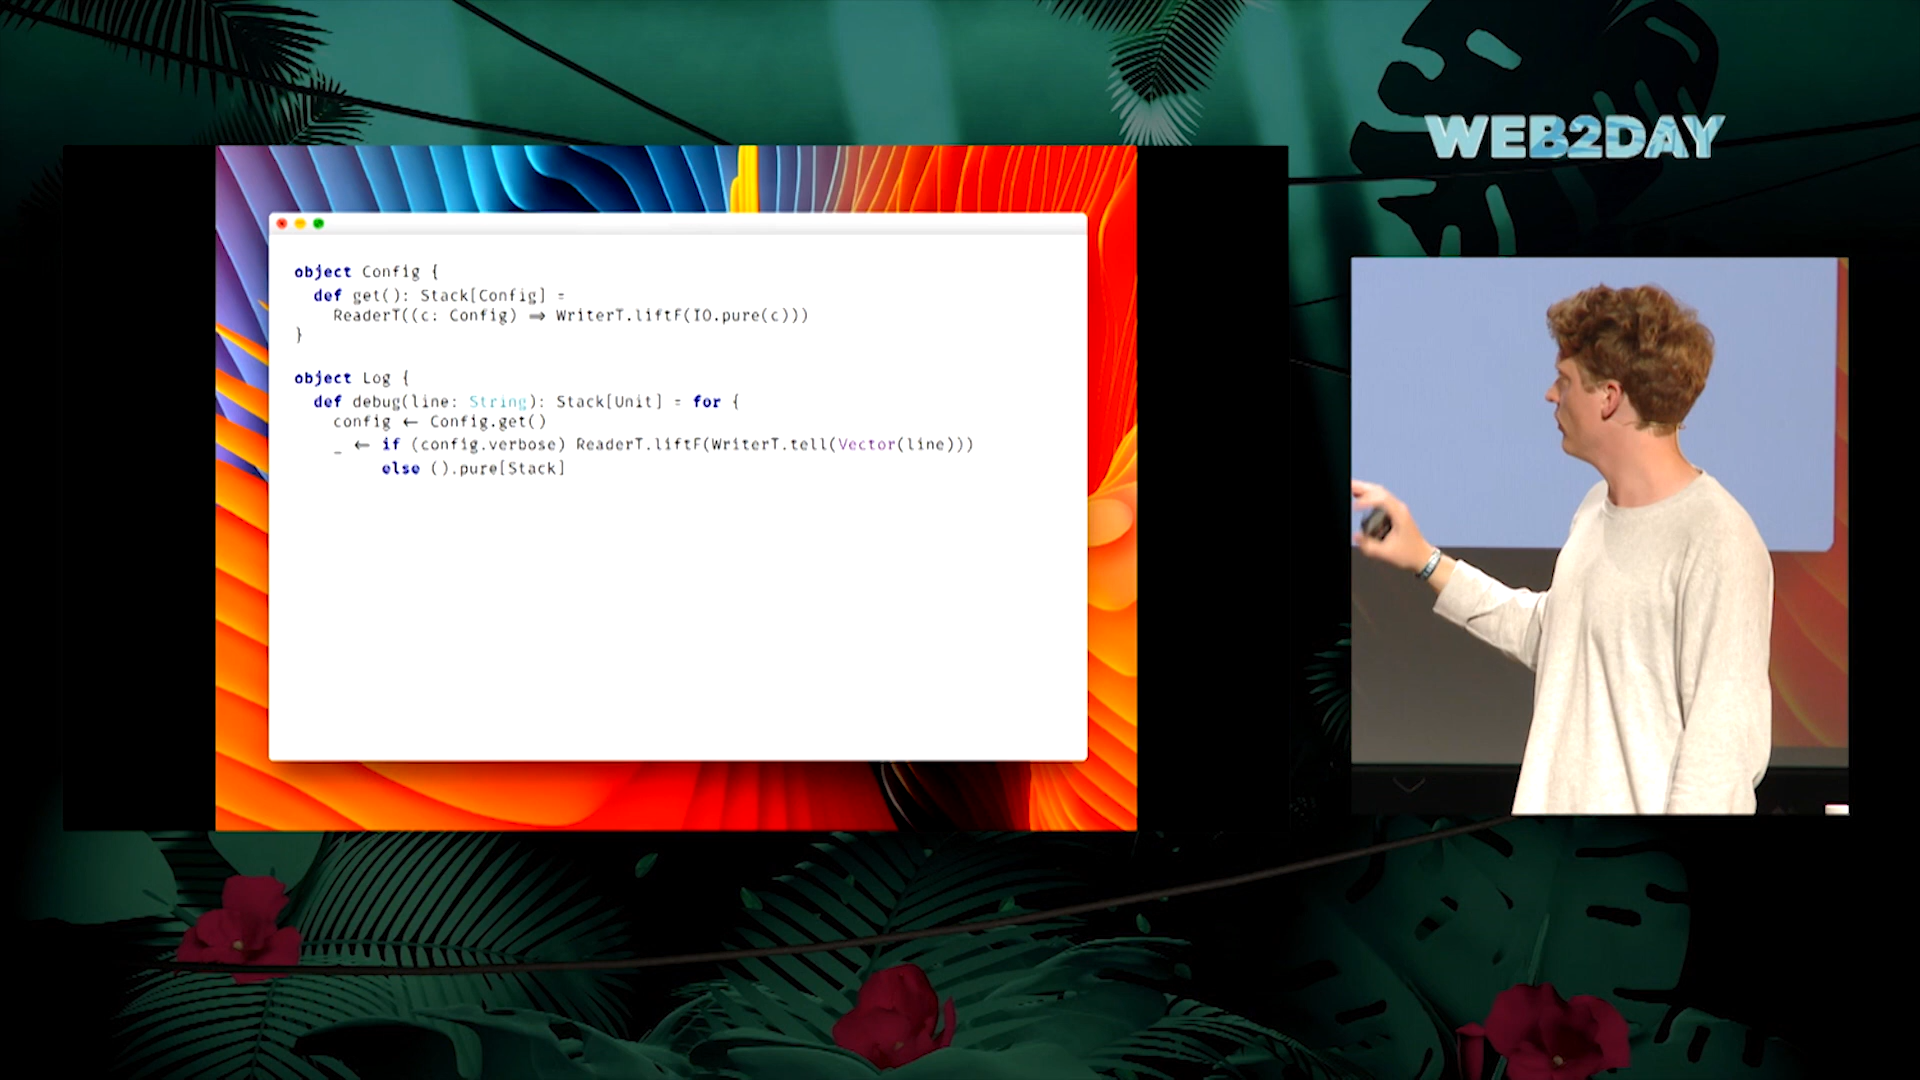 WEB2DAY
object Config {
def get(): Stack[Config] =
ReaderT((c: Config) ⇒ WriterT.liftF(IO.pure(c)))
}
object Log {
def debug(line: String): Stack[Unit] = for {
config ← Config.get()
_ ← if (config.verbose) ReaderT.liftF(WriterT.tell(Vector(line)))
else ().pure[Stack]